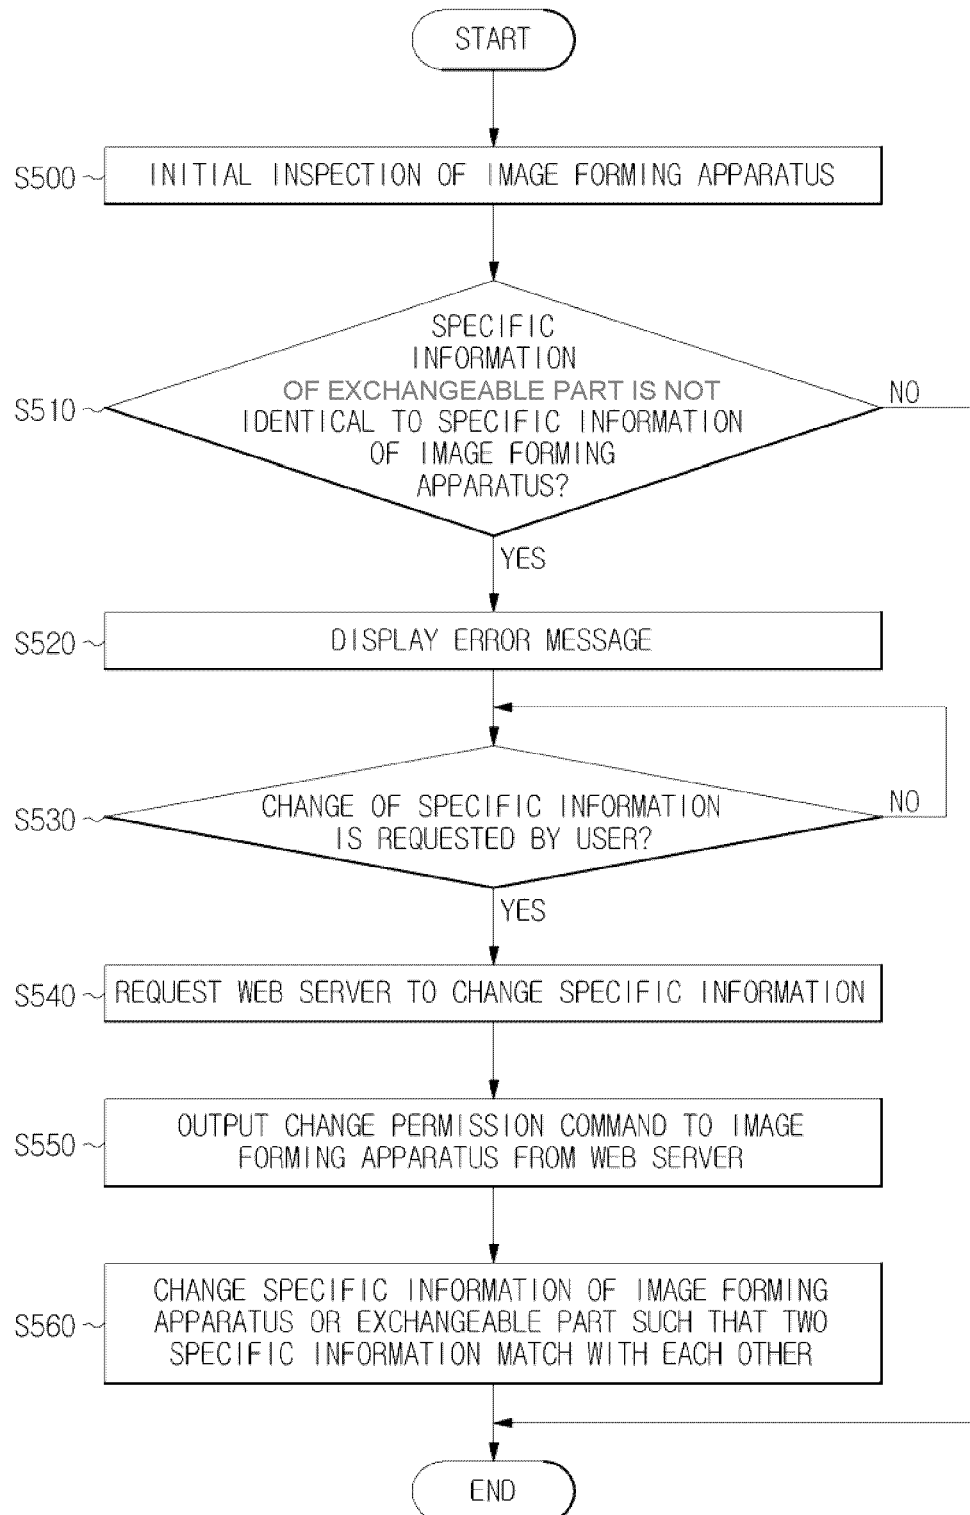 START
S500
INITIAL INSPECTION OF IMAGE FORMING APPARATUS
SPECIFIC
INFORMATION
OF EXCHANGEABLE PART IS NOT
IDENTICAL TO SPECIFIC INFORMATION
OF IMAGE FORMING
APPARATUS?
S510
NO
YES
S520
DISPLAY ERROR MESSAGE
S530
CHANGE OF SPECIFIC INFORMATION
IS REQUESTED BY USER?
NO
YES
S540
REQUEST WEB SERVER TO CHANGE SPECIFIC INFORMATION
S550
OUTPUT CHANGE PERMISSION COMMAND TO IMAGE
FORMING APPARATUS FROM WEB SERVER
S560
CHANGE SPECIFIC INFORMATION OF IMAGE FORMING
APPARATUS OR EXCHANGEABLE PART SUCH THAT TWO
SPECIFIC INFORMATION MATCH WITH EACH OTHER
END